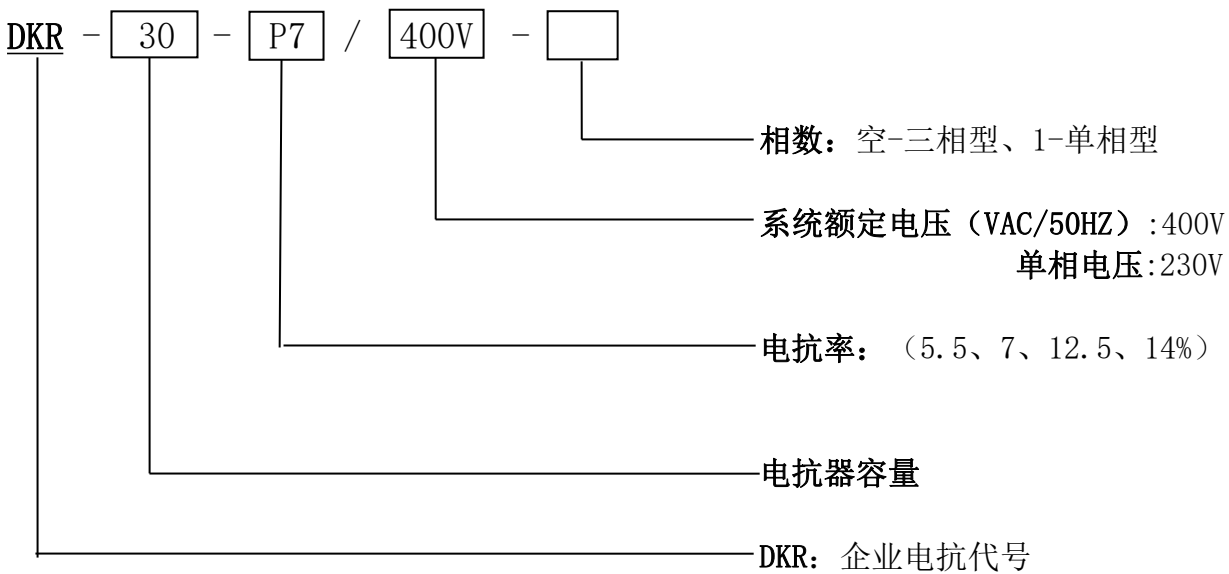 DKR - 30 - P7 / 400V -
相数：空-三相型、1-单相型
系统额定电压（VAC/50HZ）:400V
单相电压:230V
电抗率：（5.5、7、12.5、14%）
电抗器容量
DKR：企业电抗代号